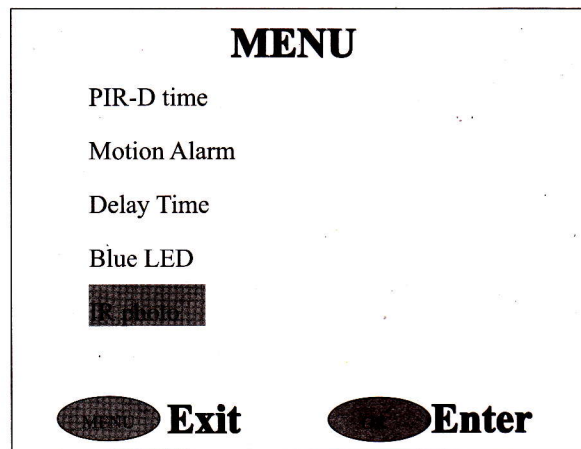 MENU
PIR-D time
Motion Alarm
Delay Time
Blue LED
IR photo
MENU Exit Enter